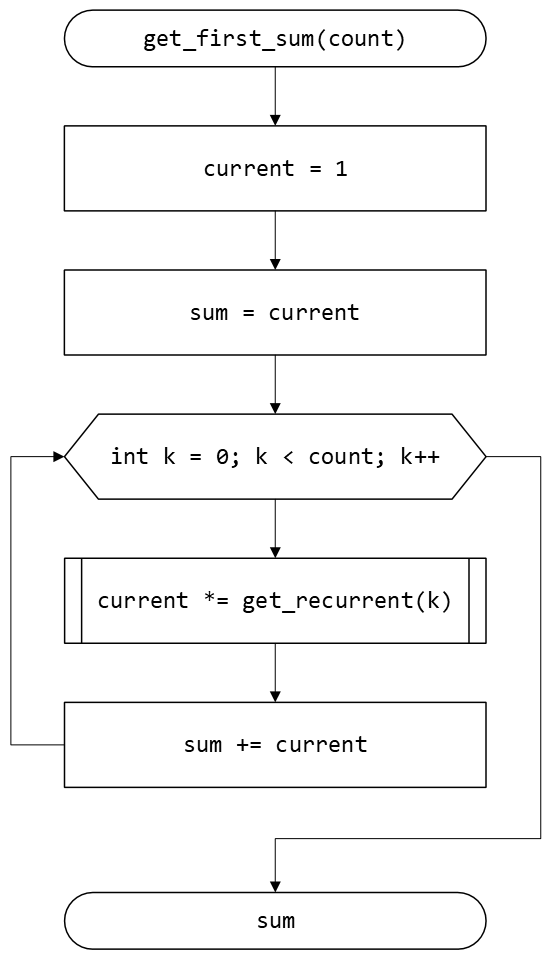 get_first_sum(count)
current = 1
sum = current
int k = 0; k < count; k++
current *= get_recurrent(k)
sum += current
sum